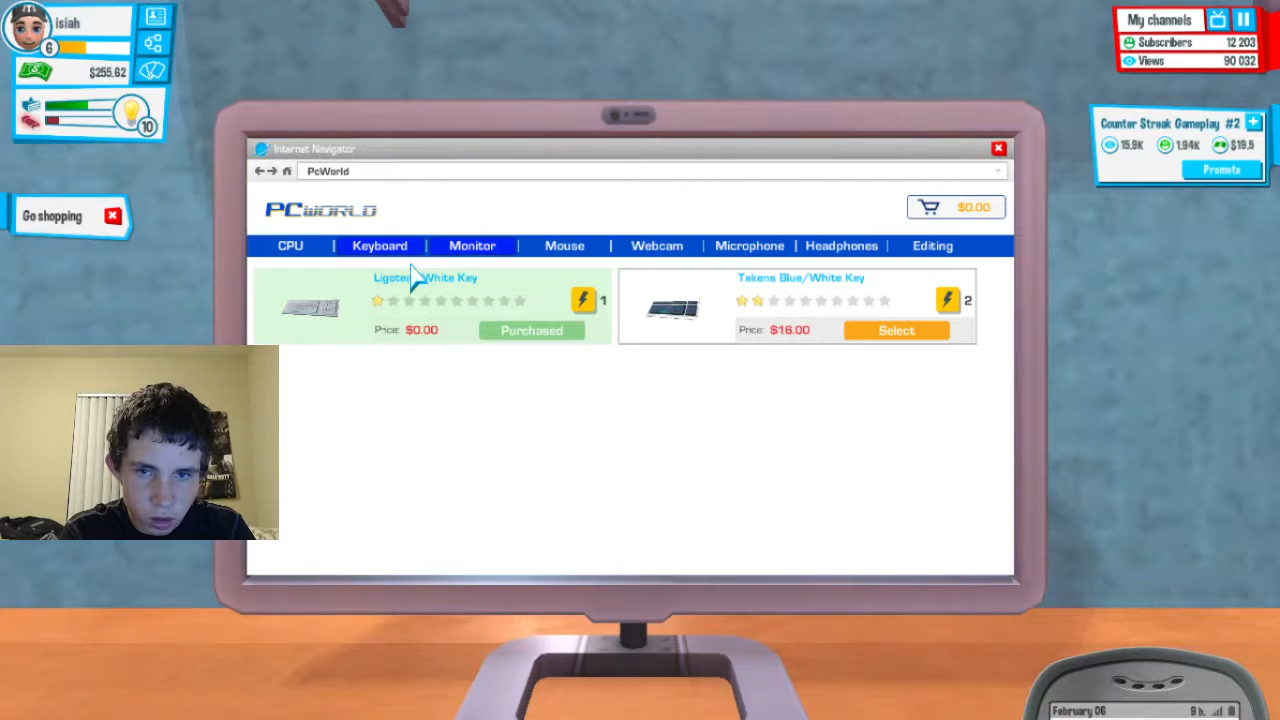 isiah
6
$255.62
10
Go shopping
My channels
Subscribers 12 203
Views 90 032
Counter Streak Gameplay #2
15.9K 1.94K $19.5
Promote
Internet Navigator
PcWorld
PCWORLD
$0.00
CPU Keyboard Monitor Mouse Webcam Microphone Headphones Editing
Ligotec White Key
1
Price: $0.00 Purchased
Tekens Blue/White Key
2
Price: $16.00 Select
February 06 9 h.